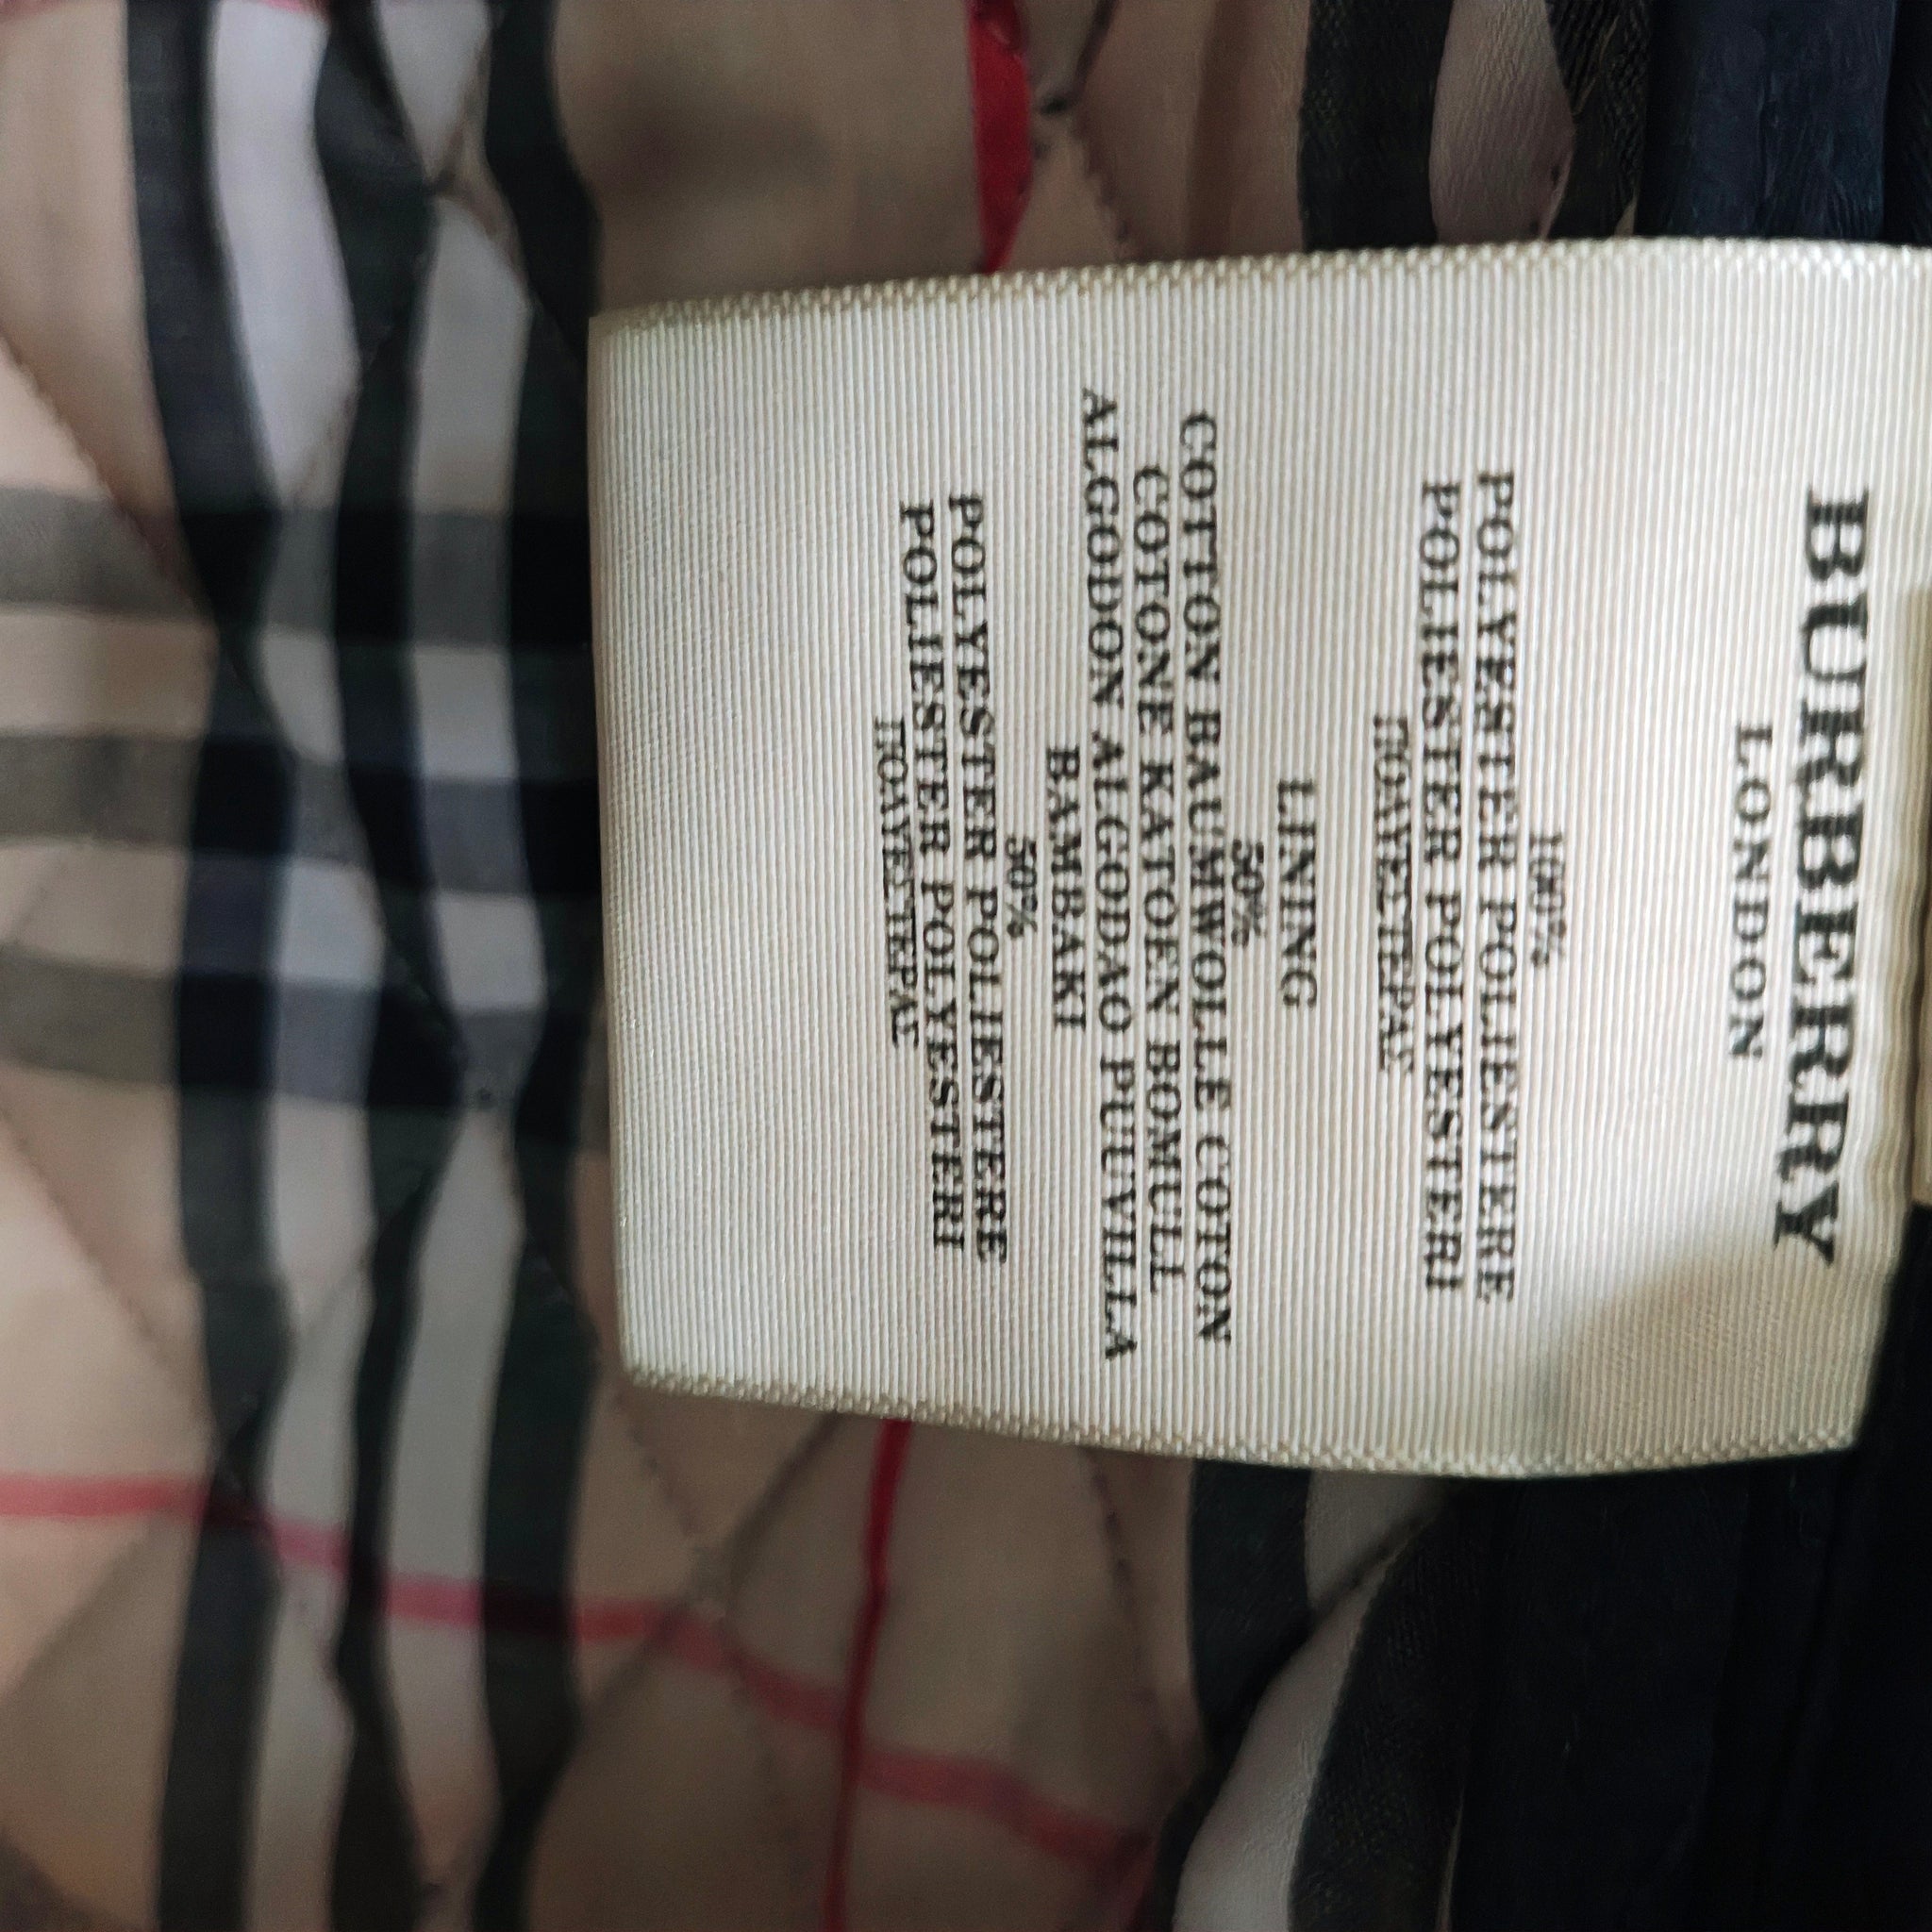 BURBERRY
LONDON
100%
POLYESTER POLIESTERE
POLIESTER POLYESTERI
ΠΟΛΥΕΣΤΕΡΑΣ
LINING
50%
COTTON BAUMWOLLE COTON
COTONE KATOEN BOMULL
ALGODON ALGODAO PUUVILLA
BAMBAKI
50%
POLYESTER POLIESTERE
POLIESTER POLYESTERI
ΠΟΛΥΕΣΤΕΡΑΣ